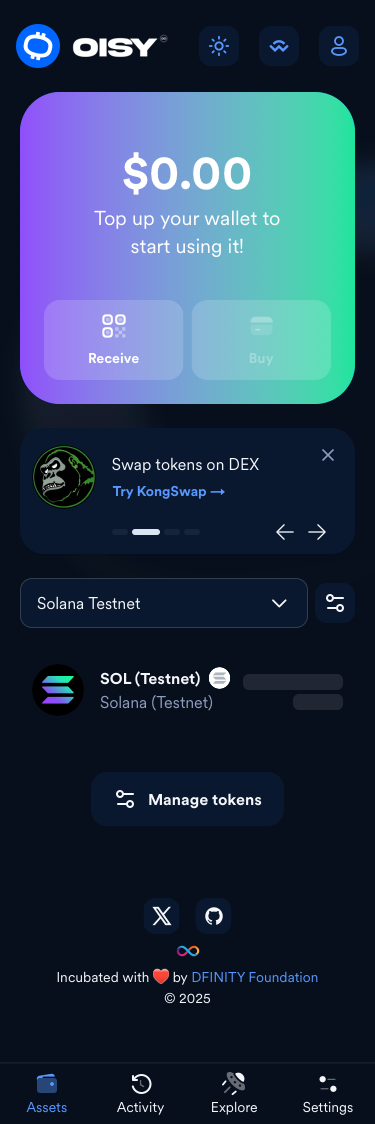 OISY
$0.00
Top up your wallet to
start using it!
Receive
Buy
Swap tokens on DEX
Try KongSwap →
Solana Testnet
SOL (Testnet)
Solana (Testnet)
Manage tokens
Incubated with ❤️ by DFINITY Foundation
© 2025
Assets
Activity
Explore
Settings